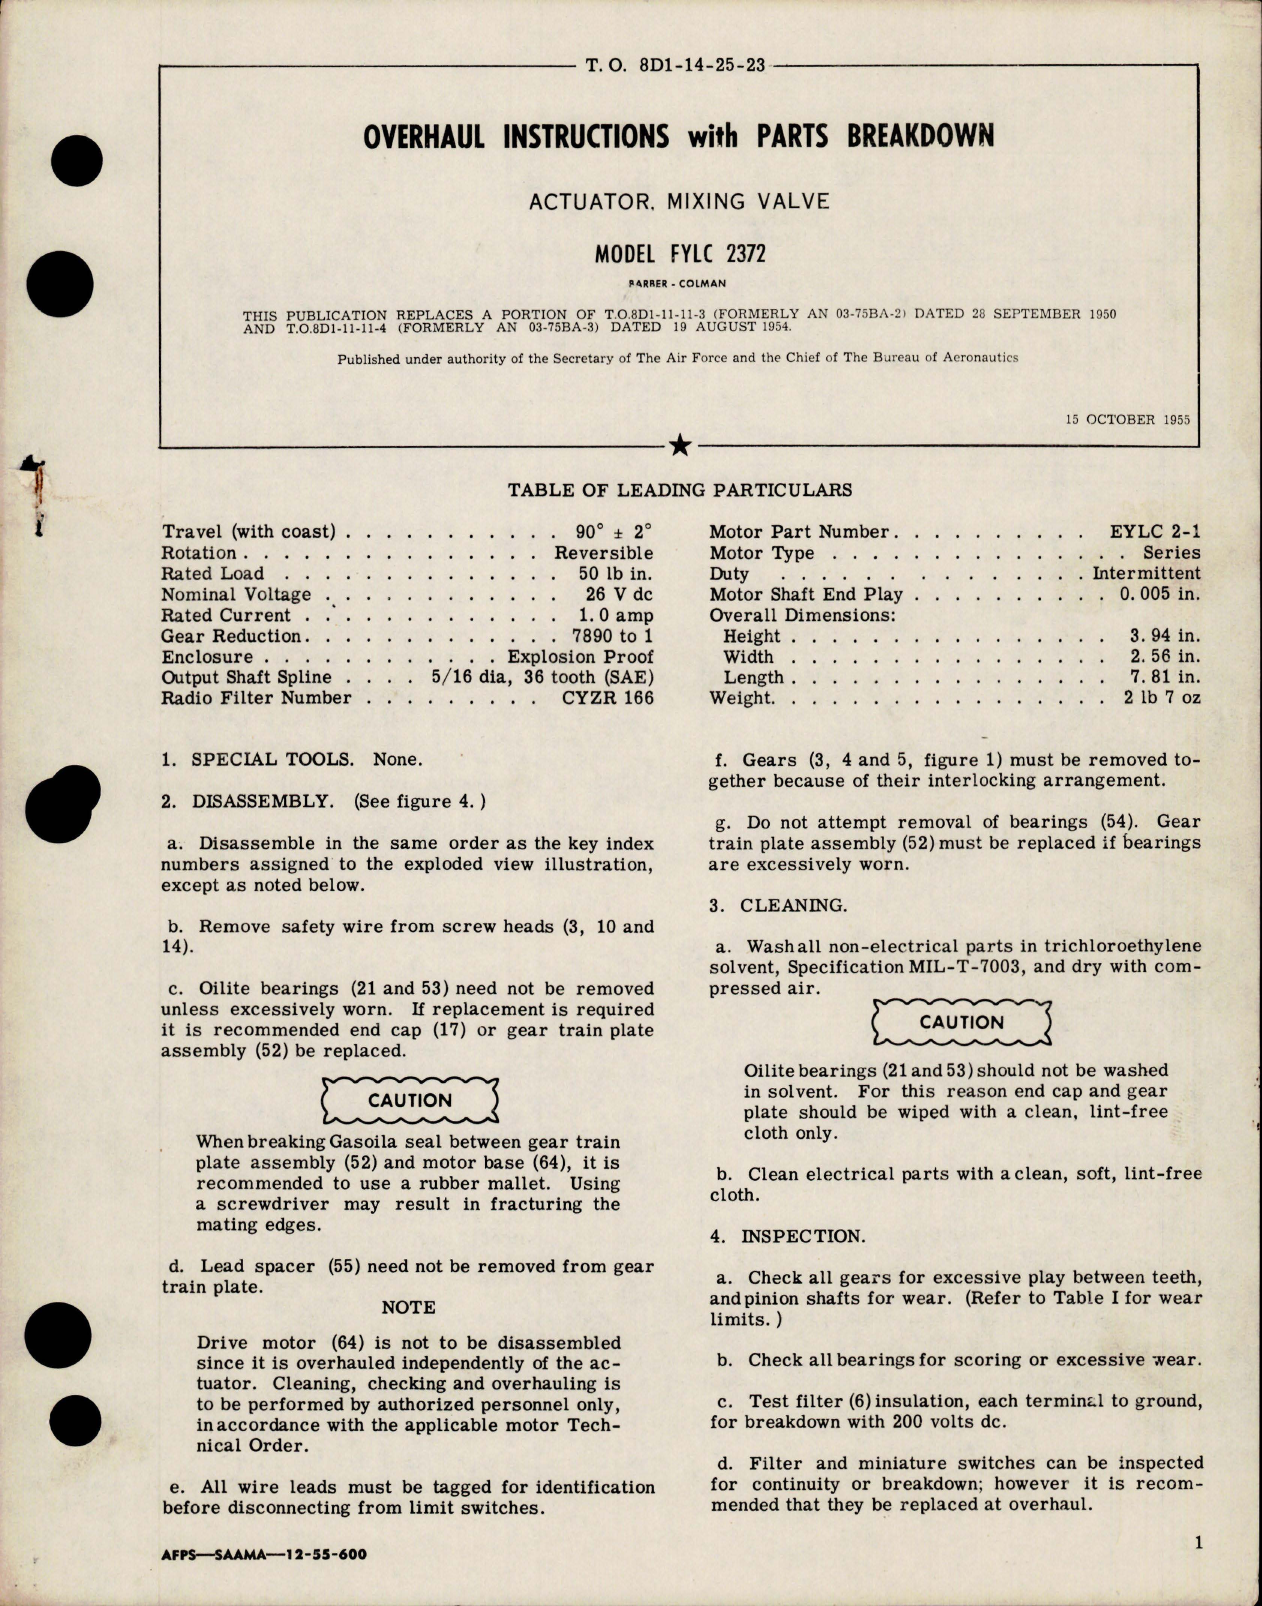 T. O. 8D1-14-25-23
OVERHAUL INSTRUCTIONS with PARTS BREAKDOWN
ACTUATOR, MIXING VALVE
MODEL FYLC 2372
BARBER - COLMAN
THIS PUBLICATION REPLACES A PORTION OF T.O.8D1-11-11-3 (FORMERLY AN 03-75BA-2) DATED 28 SEPTEMBER 1950
AND T.O.8D1-11-11-4 (FORMERLY AN 03-75BA-3) DATED 19 AUGUST 1954.
Published under authority of the Secretary of The Air Force and the Chief of The Bureau of Aeronautics
15 OCTOBER 1955
TABLE OF LEADING PARTICULARS
Travel (with coast) . . . . . . . . . . . 90° ± 2°
Rotation . . . . . . . . . . . . . . . Reversible
Rated Load . . . . . . . . . . . . . . 50 lb in.
Nominal Voltage . . . . . . . . . . . . 26 V dc
Rated Current . . . . . . . . . . . . . 1.0 amp
Gear Reduction. . . . . . . . . . . . . 7890 to 1
Enclosure . . . . . . . . . . . . Explosion Proof
Output Shaft Spline . . . . 5/16 dia, 36 tooth (SAE)
Radio Filter Number . . . . . . . . . CYZR 166
Motor Part Number. . . . . . . . . . EYLC 2-1
Motor Type . . . . . . . . . . . . . . . Series
Duty . . . . . . . . . . . . . . Intermittent
Motor Shaft End Play . . . . . . . . . . 0.005 in.
Overall Dimensions:
Height . . . . . . . . . . . . . . . . 3.94 in.
Width . . . . . . . . . . . . . . . . 2.56 in.
Length . . . . . . . . . . . . . . . . 7.81 in.
Weight. . . . . . . . . . . . . . . . . 2 lb 7 oz
1. SPECIAL TOOLS. None.
2. DISASSEMBLY. (See figure 4.)
a. Disassemble in the same order as the key index
numbers assigned to the exploded view illustration,
except as noted below.
b. Remove safety wire from screw heads (3, 10 and
14).
c. Oilite bearings (21 and 53) need not be removed
unless excessively worn. If replacement is required
it is recommended end cap (17) or gear train plate
assembly (52) be replaced.
CAUTION
When breaking Gasoila seal between gear train
plate assembly (52) and motor base (64), it is
recommended to use a rubber mallet. Using
a screwdriver may result in fracturing the
mating edges.
d. Lead spacer (55) need not be removed from gear
train plate.
NOTE
Drive motor (64) is not to be disassembled
since it is overhauled independently of the ac-
tuator. Cleaning, checking and overhauling is
to be performed by authorized personnel only,
in accordance with the applicable motor Tech-
nical Order.
e. All wire leads must be tagged for identification
before disconnecting from limit switches.
f. Gears (3, 4 and 5, figure 1) must be removed to-
gether because of their interlocking arrangement.
g. Do not attempt removal of bearings (54). Gear
train plate assembly (52) must be replaced if bearings
are excessively worn.
3. CLEANING.
a. Wash all non-electrical parts in trichloroethylene
solvent, Specification MIL-T-7003, and dry with com-
pressed air.
CAUTION
Oilite bearings (21 and 53) should not be washed
in solvent. For this reason end cap and gear
plate should be wiped with a clean, lint-free
cloth only.
b. Clean electrical parts with a clean, soft, lint-free
cloth.
4. INSPECTION.
a. Check all gears for excessive play between teeth,
and pinion shafts for wear. (Refer to Table I for wear
limits.)
b. Check all bearings for scoring or excessive wear.
c. Test filter (6) insulation, each terminal to ground,
for breakdown with 200 volts dc.
d. Filter and miniature switches can be inspected
for continuity or breakdown; however it is recom-
mended that they be replaced at overhaul.
AFPS—SAAMA—12-55-600
1